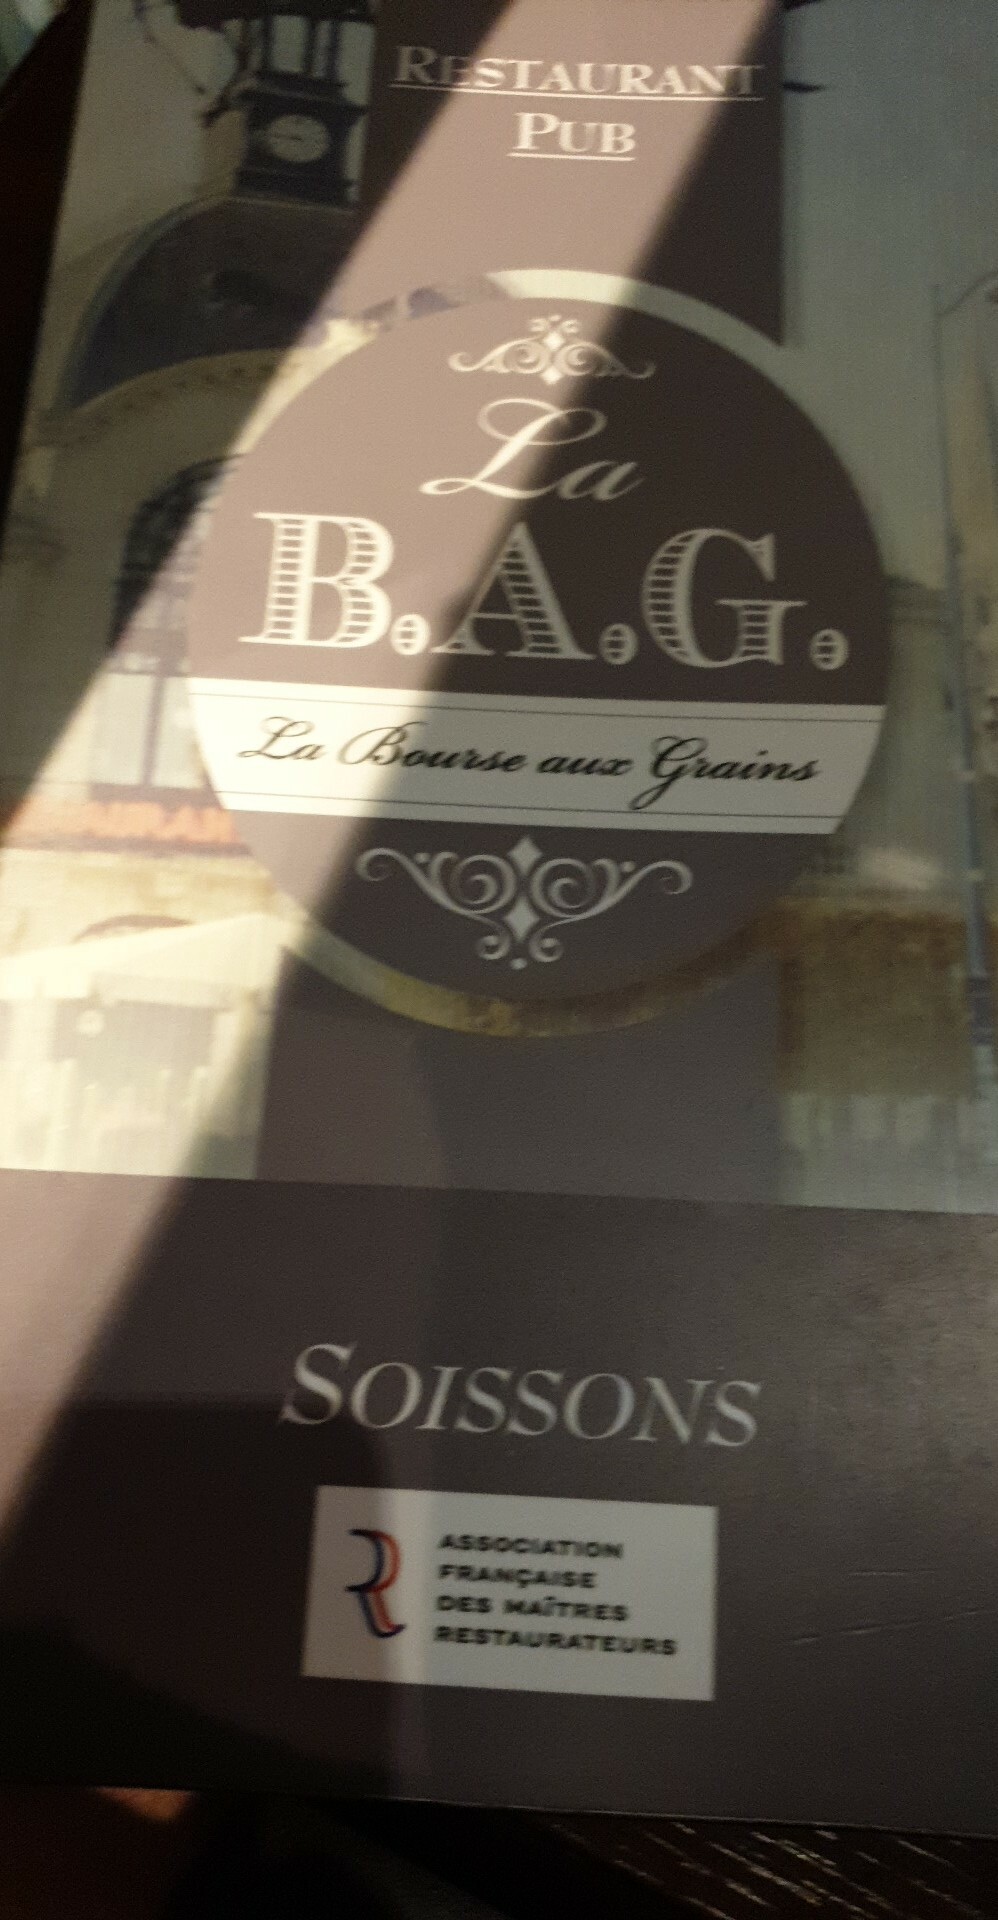 RESTAURANT
PUB
La
B.A.G.
La Bourse aux Grains
SOISSONS
ASSOCIATION
FRANÇAISE
DES MAÎTRES
RESTAURATEURS